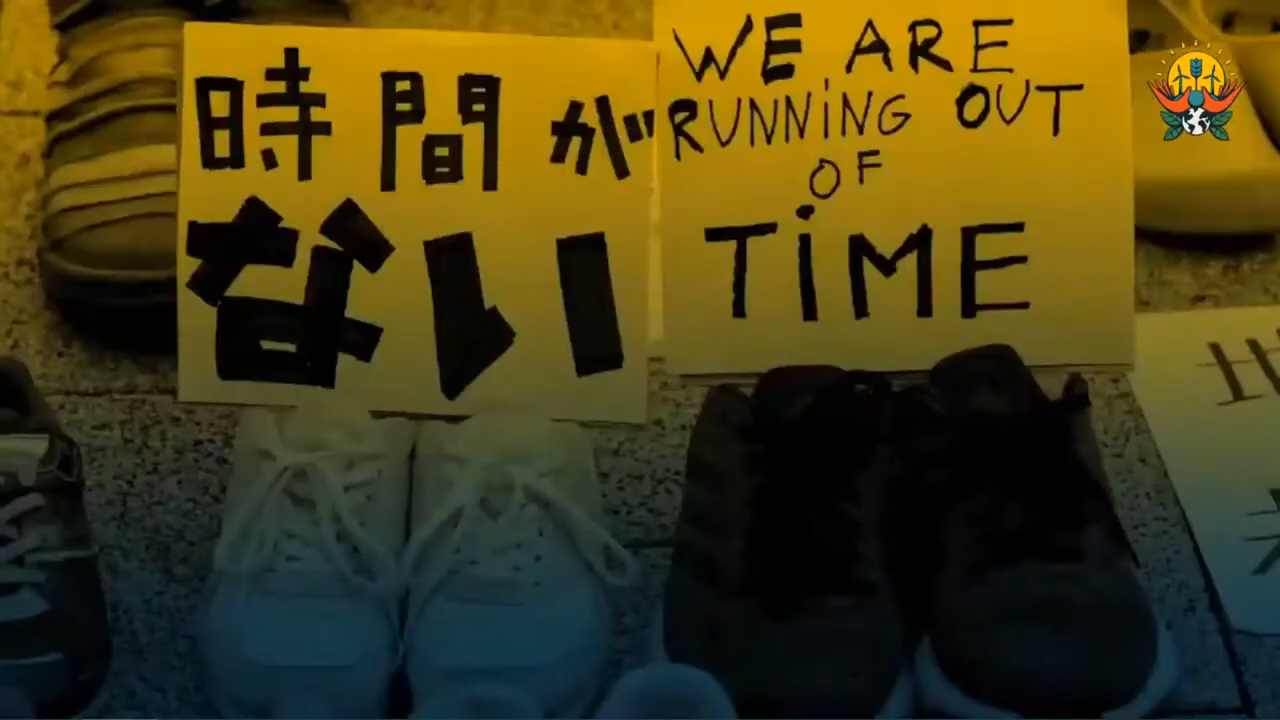 時間が
ない
WE ARE
RUNNING OUT
OF
TIME